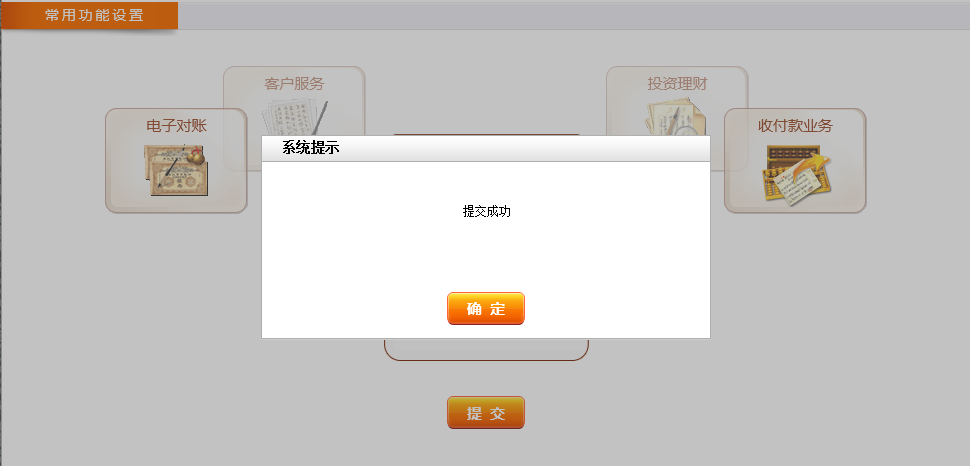 常用功能设置
客户服务
投资理财
电子对账
收付款业务
系统提示
提交成功
确 定
提 交